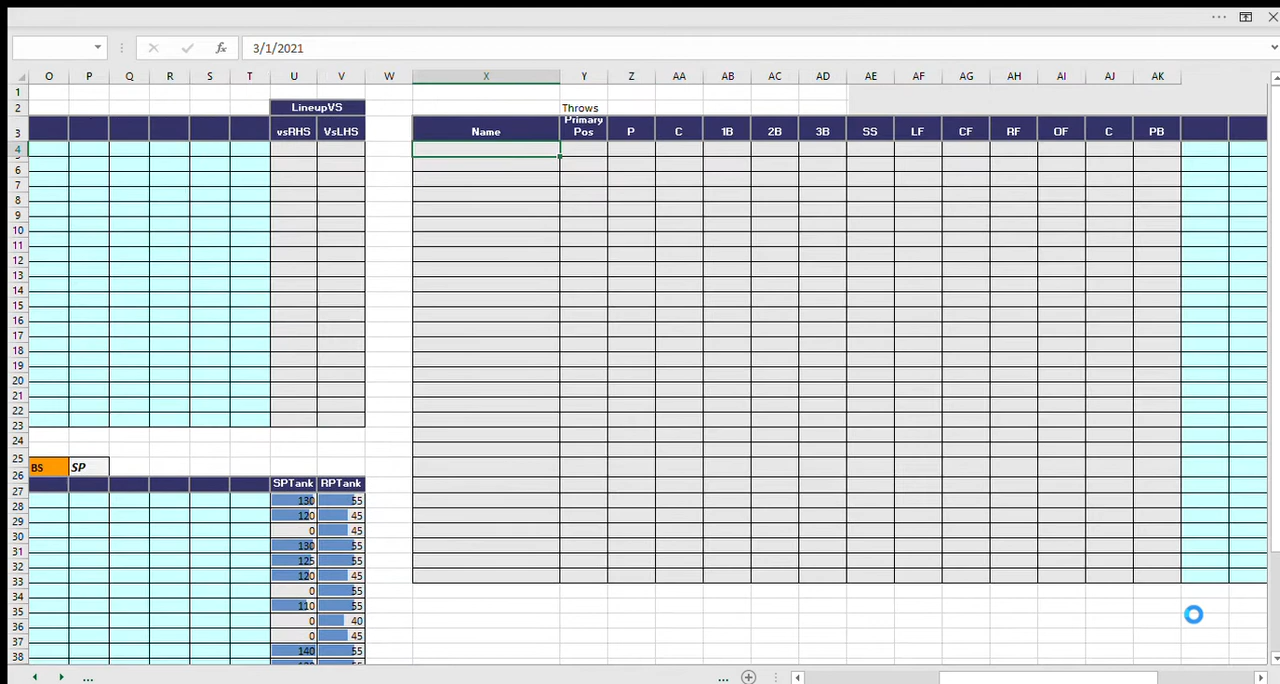 3/1/2021
O P Q R S T U V W X Y Z AA AB AC AD AE AF AG AH AI AJ AK
1
2 LineupVS Throws
3 vsRHS VsLHS Name Primary Pos P C 1B 2B 3B SS LF CF RF OF C PB
4
6
7
8
9
10
11
12
13
14
15
16
17
18
19
20
21
22
23
24
25
26 BS SP
27 SPTank RPTank
28 130 55
29 120 45
30 0 45
31 130 55
32 125 55
33 120 45
34 0 55
35 110 55
36 0 40
37 0 45
38 140 55
... ...